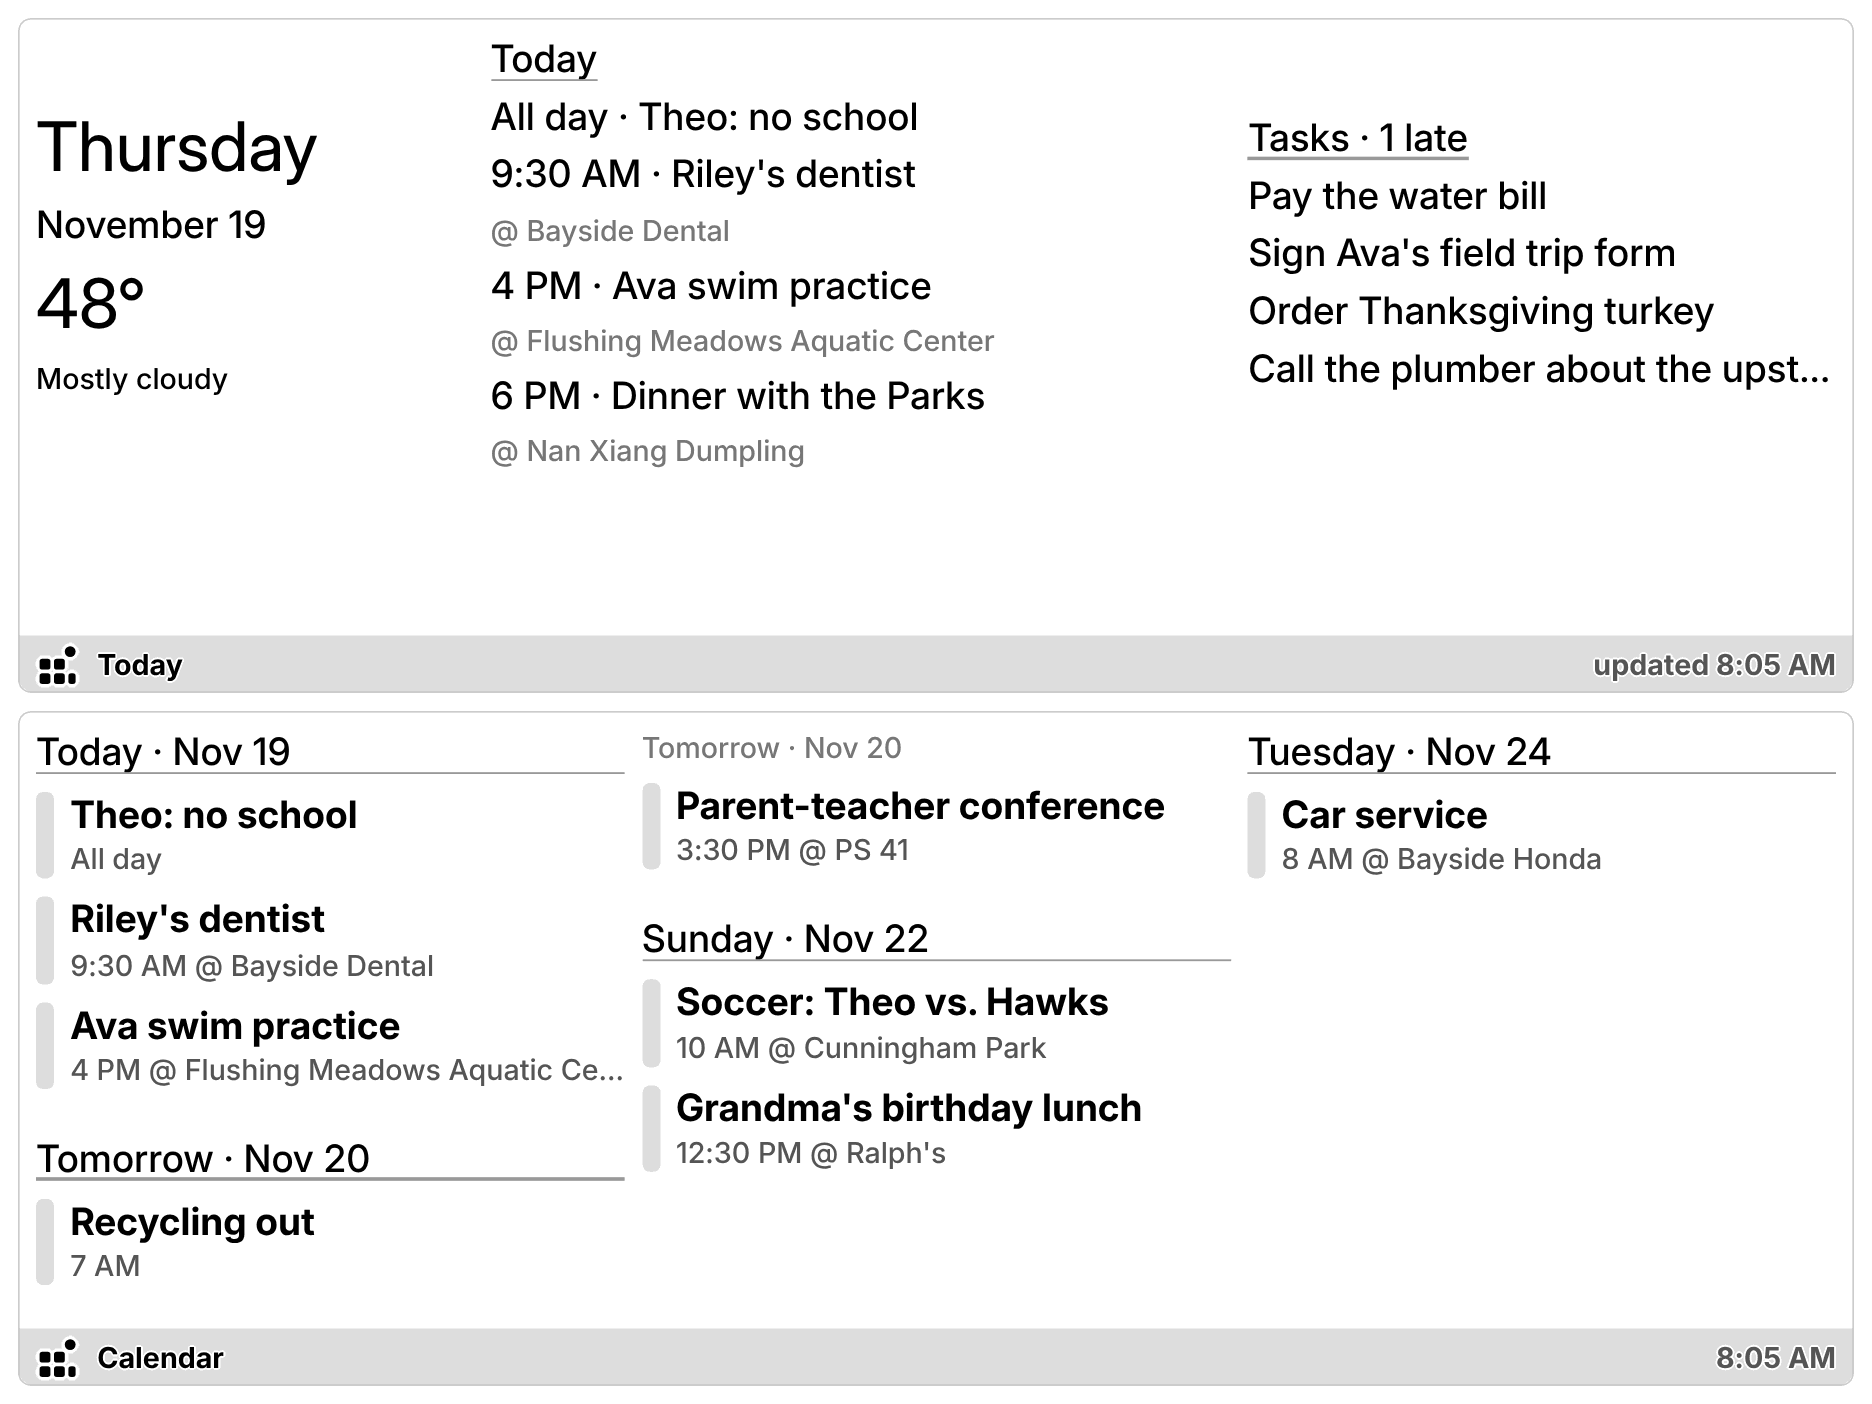 Thursday
November 19
48°
Mostly cloudy
Today
All day · Theo: no school
9:30 AM · Riley's dentist
@ Bayside Dental
4 PM · Ava swim practice
@ Flushing Meadows Aquatic Center
6 PM · Dinner with the Parks
@ Nan Xiang Dumpling
Tasks · 1 late
Pay the water bill
Sign Ava's field trip form
Order Thanksgiving turkey
Call the plumber about the upst...
Today
updated 8:05 AM
Today · Nov 19
Theo: no school
All day
Riley's dentist
9:30 AM @ Bayside Dental
Ava swim practice
4 PM @ Flushing Meadows Aquatic Ce...
Tomorrow · Nov 20
Recycling out
7 AM
Tomorrow · Nov 20
Parent-teacher conference
3:30 PM @ PS 41
Sunday · Nov 22
Soccer: Theo vs. Hawks
10 AM @ Cunningham Park
Grandma's birthday lunch
12:30 PM @ Ralph's
Tuesday · Nov 24
Car service
8 AM @ Bayside Honda
Calendar
8:05 AM